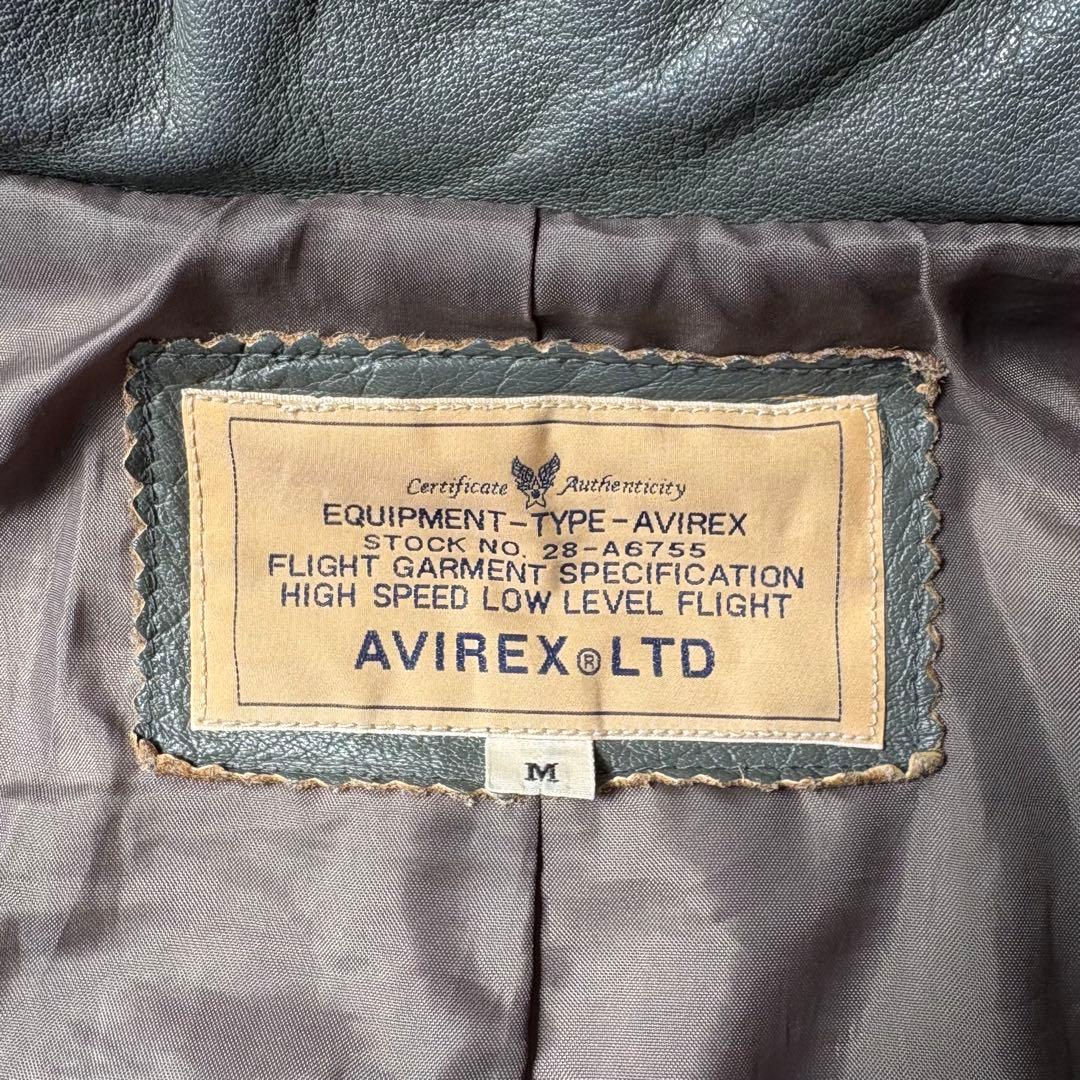 Certificate Authenticity
EQUIPMENT-TYPE-AVIREX
STOCK NO. 28-A6755
FLIGHT GARMENT SPECIFICATION
HIGH SPEED LOW LEVEL FLIGHT
AVIREX® LTD
M